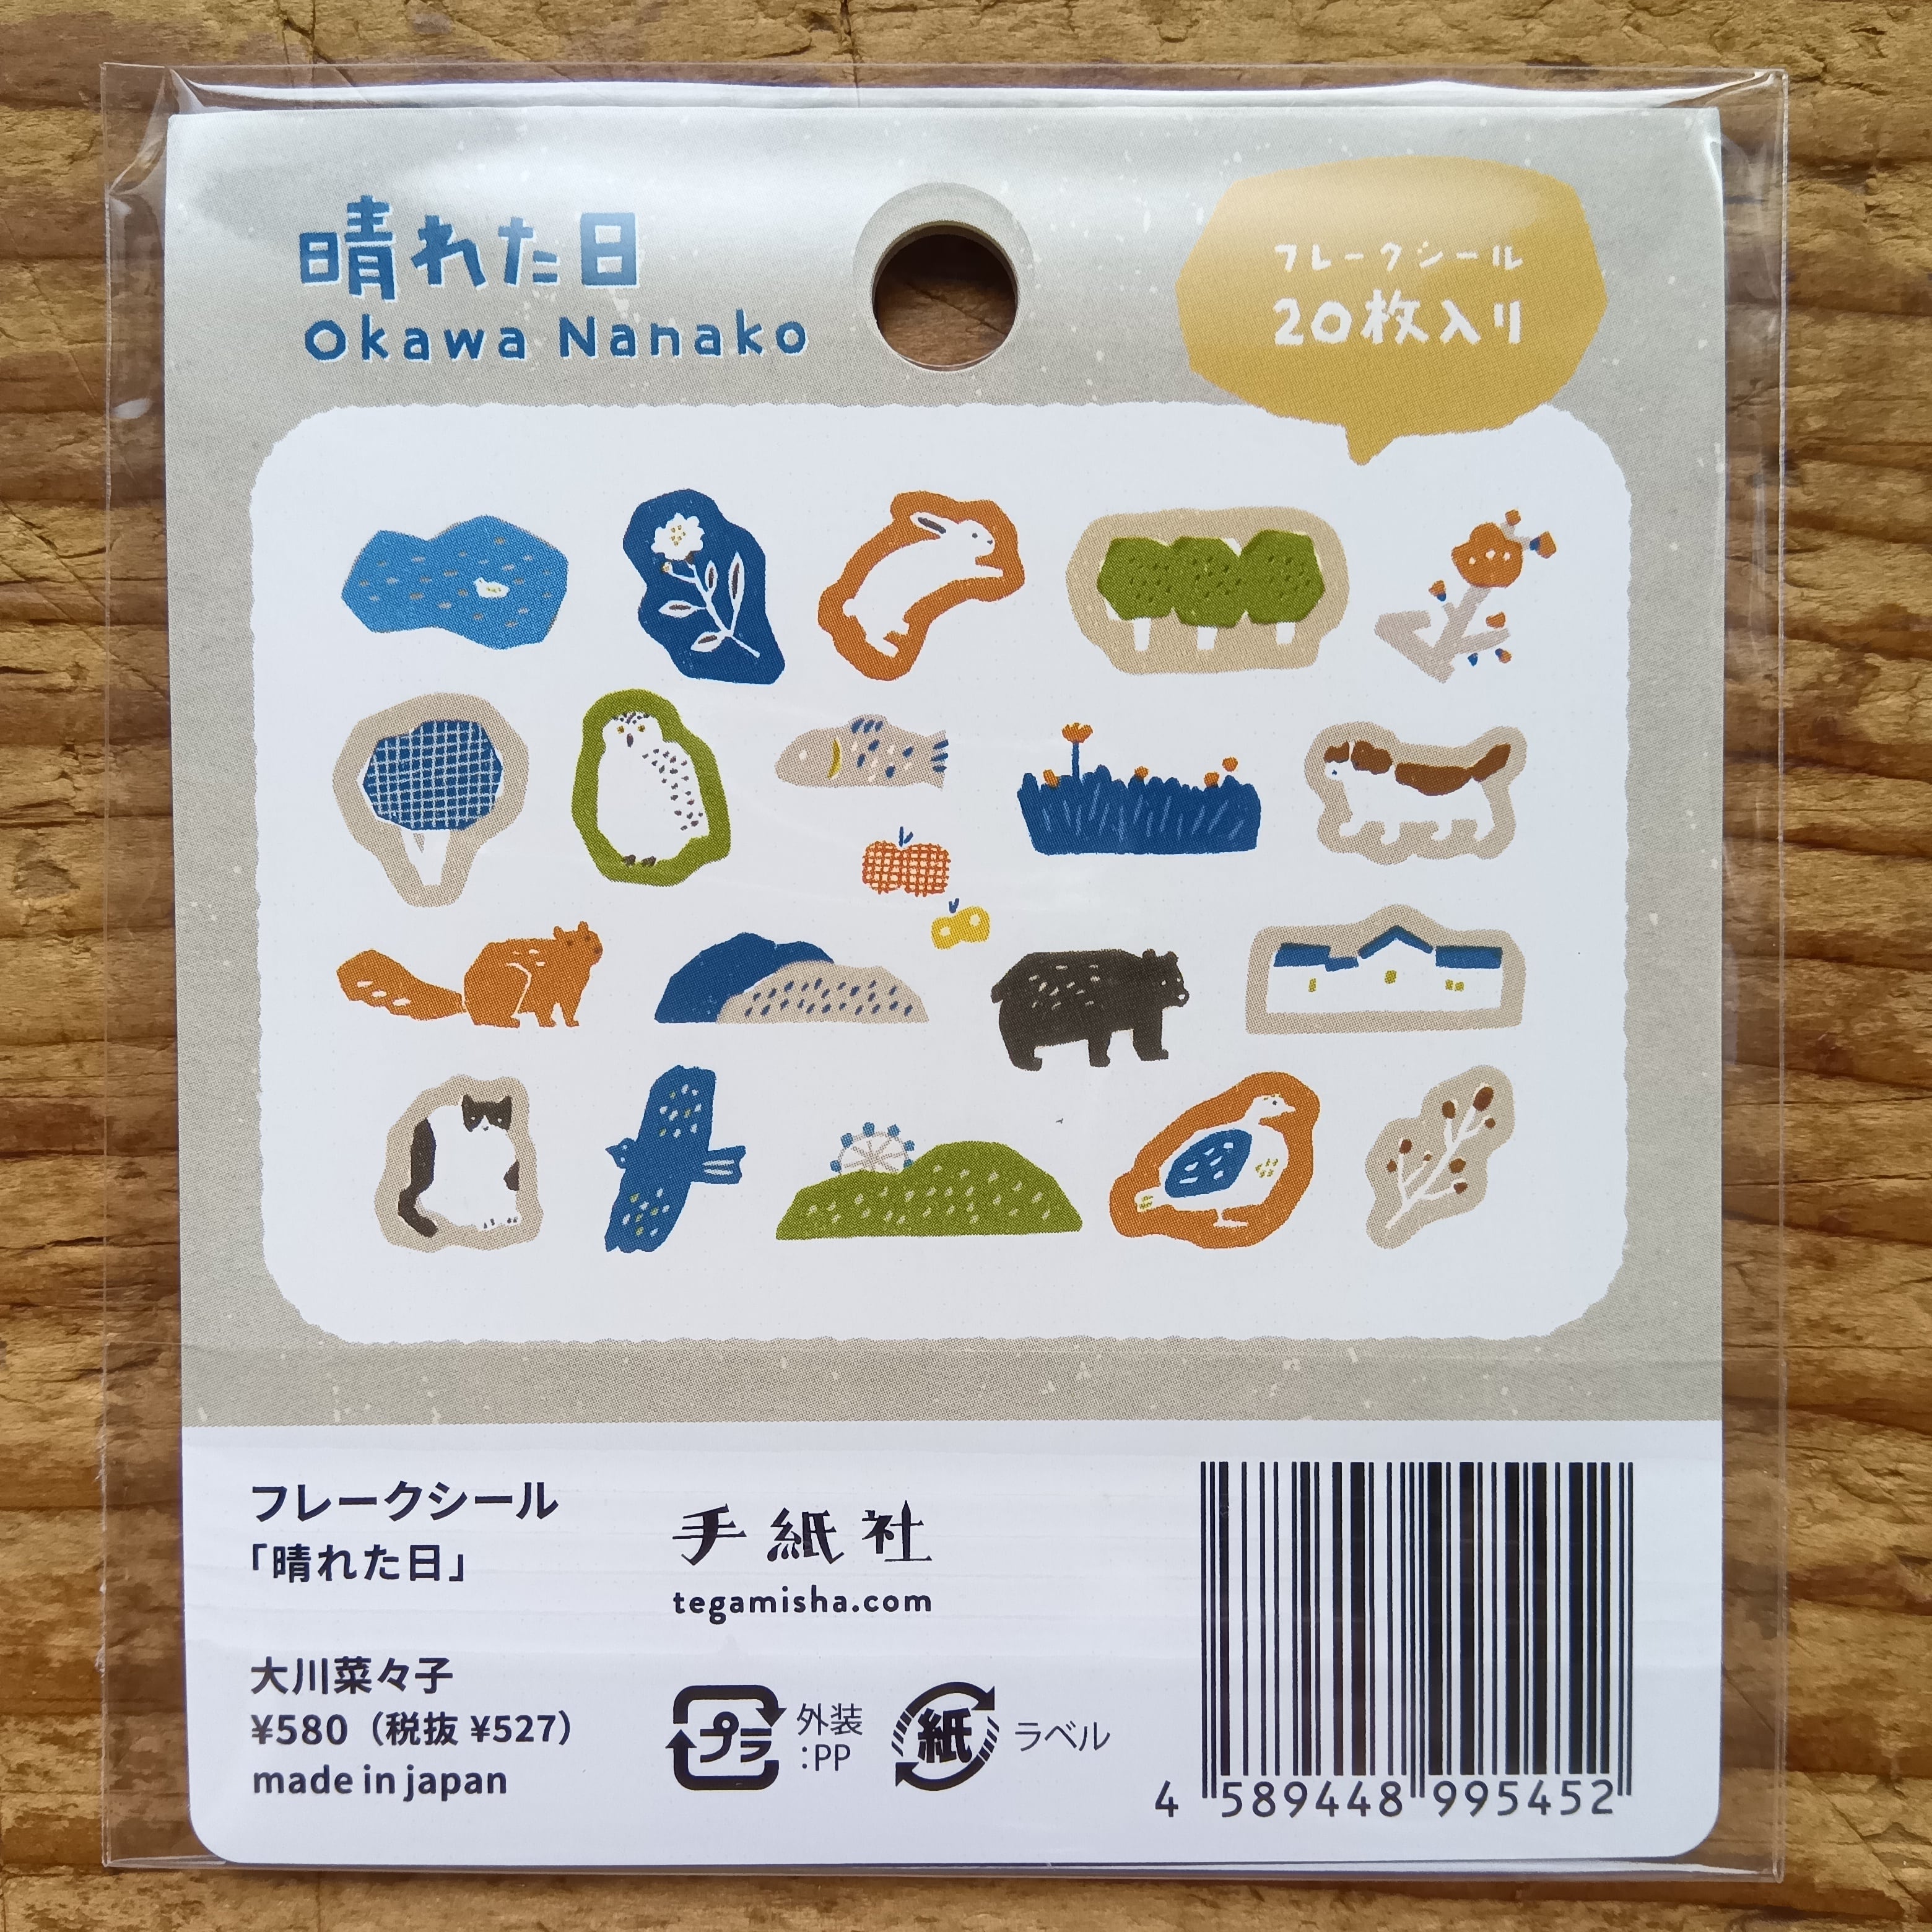 晴れた日
Okawa Nanako
フレークシール
20枚入り
フレークシール
「晴れた日」
大川菜々子
¥580（税抜 ¥527）
made in japan
手紙社
tegamisha.com
プラ
外装
:PP
紙
ラベル
4 589448 995452